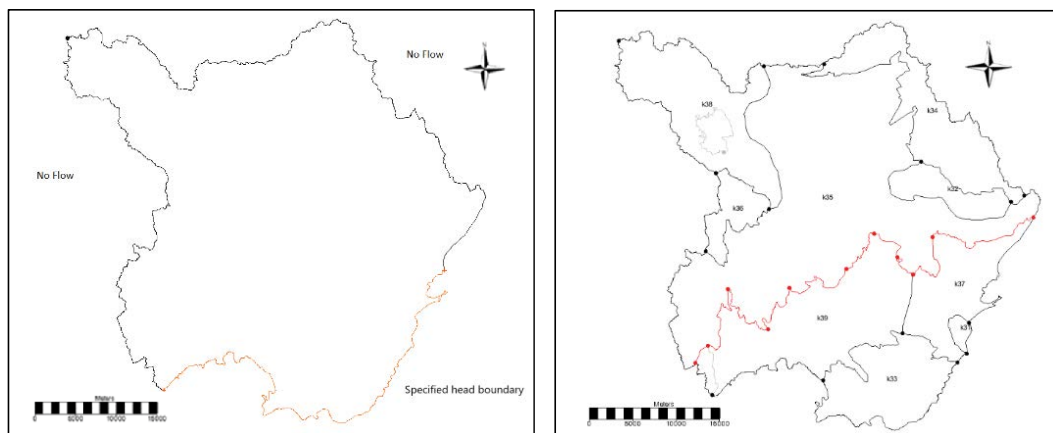 No Flow
N
No Flow
Specified head boundary
Meters
0 5000 10000 15000
N
k38
k34
k32
k36
k35
k37
k39
k31
k33
Meters
0 5000 10000 15000